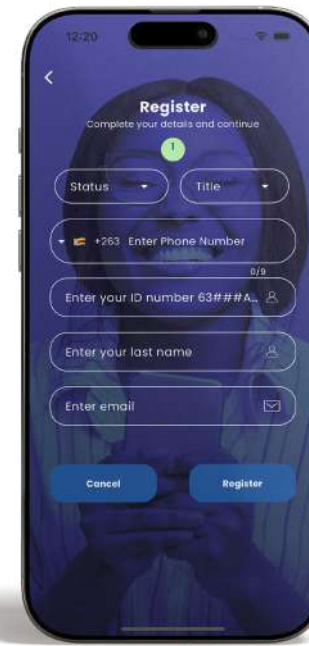 12:20
Register
Complete your details and continue
1
Status Title
+263 Enter Phone Number
0/9
Enter your ID number 63###A...
Enter your last name
Enter email
Cancel Register